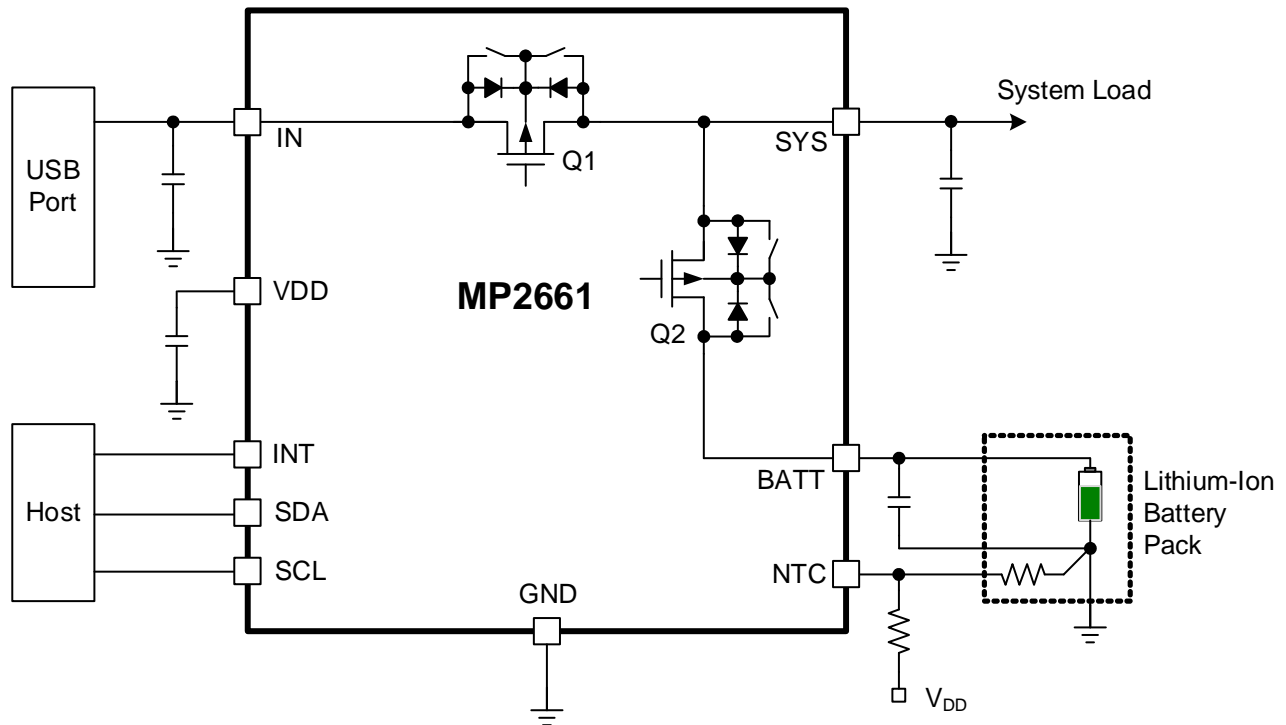 System Load
IN
Q1
SYS
USB
Port
VDD
MP2661
Q2
INT
BATT
Lithium-Ion
Battery
Pack
Host
SDA
SCL
NTC
GND
VDD